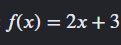 f(x) = 2x + 3